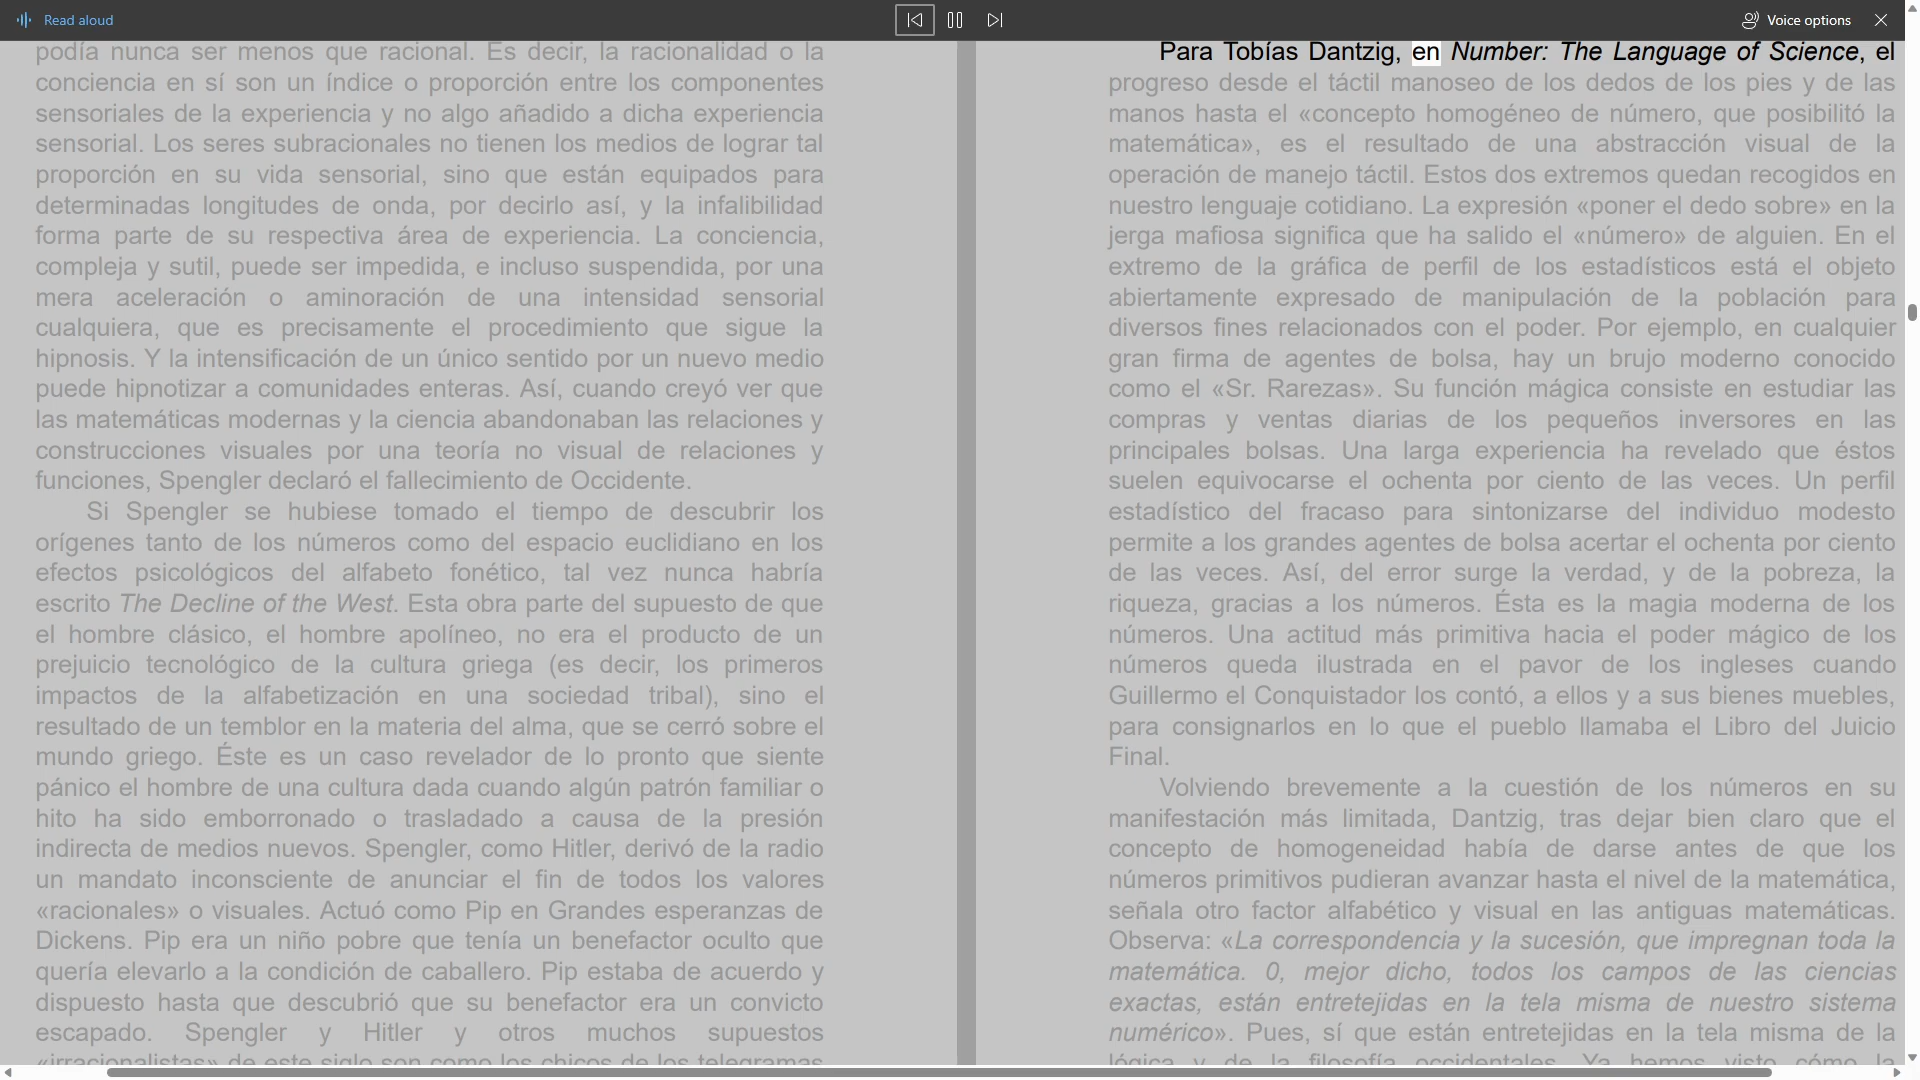 Read aloud
Voice options
podía nunca ser menos que racional. Es decir, la racionalidad o la
conciencia en sí son un índice o proporción entre los componentes
sensoriales de la experiencia y no algo añadido a dicha experiencia
sensorial. Los seres subracionales no tienen los medios de lograr tal
proporción en su vida sensorial, sino que están equipados para
determinadas longitudes de onda, por decirlo así, y la infalibilidad
forma parte de su respectiva área de experiencia. La conciencia,
compleja y sutil, puede ser impedida, e incluso suspendida, por una
mera aceleración o aminoración de una intensidad sensorial
cualquiera, que es precisamente el procedimiento que sigue la
hipnosis. Y la intensificación de un único sentido por un nuevo medio
puede hipnotizar a comunidades enteras. Así, cuando creyó ver que
las matemáticas modernas y la ciencia abandonaban las relaciones y
construcciones visuales por una teoría no visual de relaciones y
funciones, Spengler declaró el fallecimiento de Occidente.
Si Spengler se hubiese tomado el tiempo de descubrir los
orígenes tanto de los números como del espacio euclidiano en los
efectos psicológicos del alfabeto fonético, tal vez nunca habría
escrito The Decline of the West. Esta obra parte del supuesto de que
el hombre clásico, el hombre apolíneo, no era el producto de un
prejuicio tecnológico de la cultura griega (es decir, los primeros
impactos de la alfabetización en una sociedad tribal), sino el
resultado de un temblor en la materia del alma, que se cerró sobre el
mundo griego. Éste es un caso revelador de lo pronto que siente
pánico el hombre de una cultura dada cuando algún patrón familiar o
hito ha sido emborronado o trasladado a causa de la presión
indirecta de medios nuevos. Spengler, como Hitler, derivó de la radio
un mandato inconsciente de anunciar el fin de todos los valores
«racionales» o visuales. Actuó como Pip en Grandes esperanzas de
Dickens. Pip era un niño pobre que tenía un benefactor oculto que
quería elevarlo a la condición de caballero. Pip estaba de acuerdo y
dispuesto hasta que descubrió que su benefactor era un convicto
escapado. Spengler y Hitler y otros muchos supuestos
«irracionalistas» de este siglo son como los chicos de los telegramas
Para Tobías Dantzig, en Number: The Language of Science, el
progreso desde el táctil manoseo de los dedos de los pies y de las
manos hasta el «concepto homogéneo de número, que posibilitó la
matemática», es el resultado de una abstracción visual de la
operación de manejo táctil. Estos dos extremos quedan recogidos en
nuestro lenguaje cotidiano. La expresión «poner el dedo sobre» en la
jerga mafiosa significa que ha salido el «número» de alguien. En el
extremo de la gráfica de perfil de los estadísticos está el objeto
abiertamente expresado de manipulación de la población para
diversos fines relacionados con el poder. Por ejemplo, en cualquier
gran firma de agentes de bolsa, hay un brujo moderno conocido
como el «Sr. Rarezas». Su función mágica consiste en estudiar las
compras y ventas diarias de los pequeños inversores en las
principales bolsas. Una larga experiencia ha revelado que éstos
suelen equivocarse el ochenta por ciento de las veces. Un perfil
estadístico del fracaso para sintonizarse del individuo modesto
permite a los grandes agentes de bolsa acertar el ochenta por ciento
de las veces. Así, del error surge la verdad, y de la pobreza, la
riqueza, gracias a los números. Ésta es la magia moderna de los
números. Una actitud más primitiva hacia el poder mágico de los
números queda ilustrada en el pavor de los ingleses cuando
Guillermo el Conquistador los contó, a ellos y a sus bienes muebles,
para consignarlos en lo que el pueblo llamaba el Libro del Juicio
Final.
Volviendo brevemente a la cuestión de los números en su
manifestación más limitada, Dantzig, tras dejar bien claro que el
concepto de homogeneidad había de darse antes de que los
números primitivos pudieran avanzar hasta el nivel de la matemática,
señala otro factor alfabético y visual en las antiguas matemáticas.
Observa: «La correspondencia y la sucesión, que impregnan toda la
matemática. 0, mejor dicho, todos los campos de las ciencias
exactas, están entretejidas en la tela misma de nuestro sistema
numérico». Pues, sí que están entretejidas en la tela misma de la
lógica y de la filosofía occidentales. Ya hemos visto cómo la